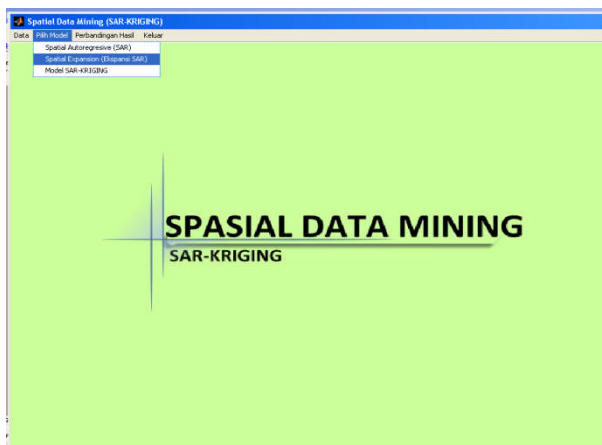 Spatial Data Mining (SAR-KRIGING)
Data Pilih Model Perbandingan Hasil Keluar
Spatial Autoregresive (SAR)
Spatial Expansion (Ekspansi SAR)
Model SAR-KRIGING
SPASIAL DATA MINING
SAR-KRIGING